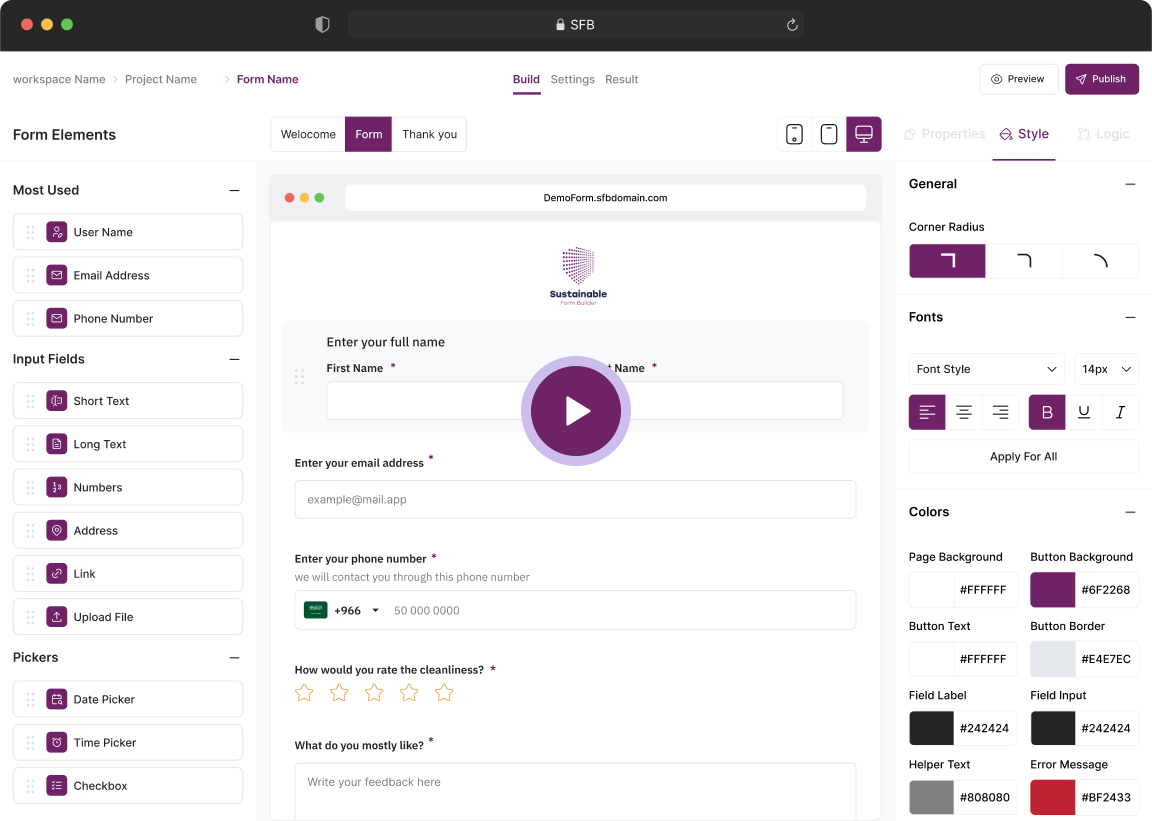 SFB
workspace Name
Project Name
Form Name
Build
Settings
Result
Preview
Publish
Form Elements
Welocome
Form
Thank you
Properties
Style
Logic
Most Used
User Name
Email Address
Phone Number
Input Fields
Short Text
Long Text
Numbers
Address
Link
Upload File
Pickers
Date Picker
Time Picker
Checkbox
DemoForm.sfbdomain.com
Sustainable
Form Builder
Enter your full name
First Name *
Name *
Enter your email address *
example@mail.app
Enter your phone number *
we will contact you through this phone number
+966
50 000 0000
How would you rate the cleanliness? *
What do you mostly like? *
Write your feedback here
General
Corner Radius
Fonts
Font Style
14px
B U I
Apply For All
Colors
Page Background
Button Background
#FFFFFF
#6F2268
Button Text
Button Border
#FFFFFF
#E4E7EC
Field Label
Field Input
#242424
#242424
Helper Text
Error Message
#808080
#BF2433